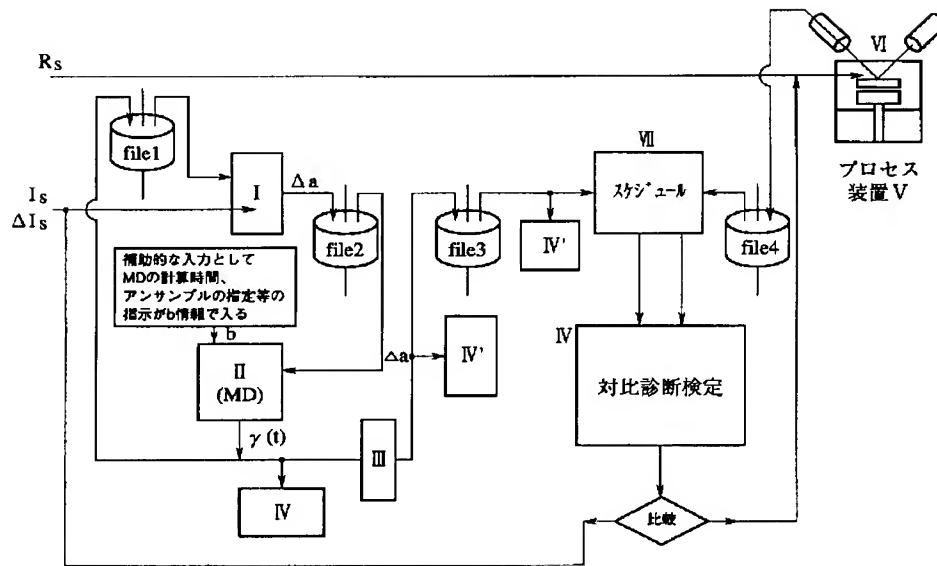 Rs
Ⅵ
プロセス
装置Ⅴ
file1
Is
ΔIs
Ⅰ
Δa
file2
file3
Ⅶ
スケジュール
file4
Ⅳ'
補助的な入力として
MDの計算時間、
アンサンブルの指定等の
指示がb情報で入る
b
Ⅱ
(MD)
Δa
Ⅳ'
Ⅳ
対比診断検定
γ(t)
Ⅲ
Ⅳ
比較